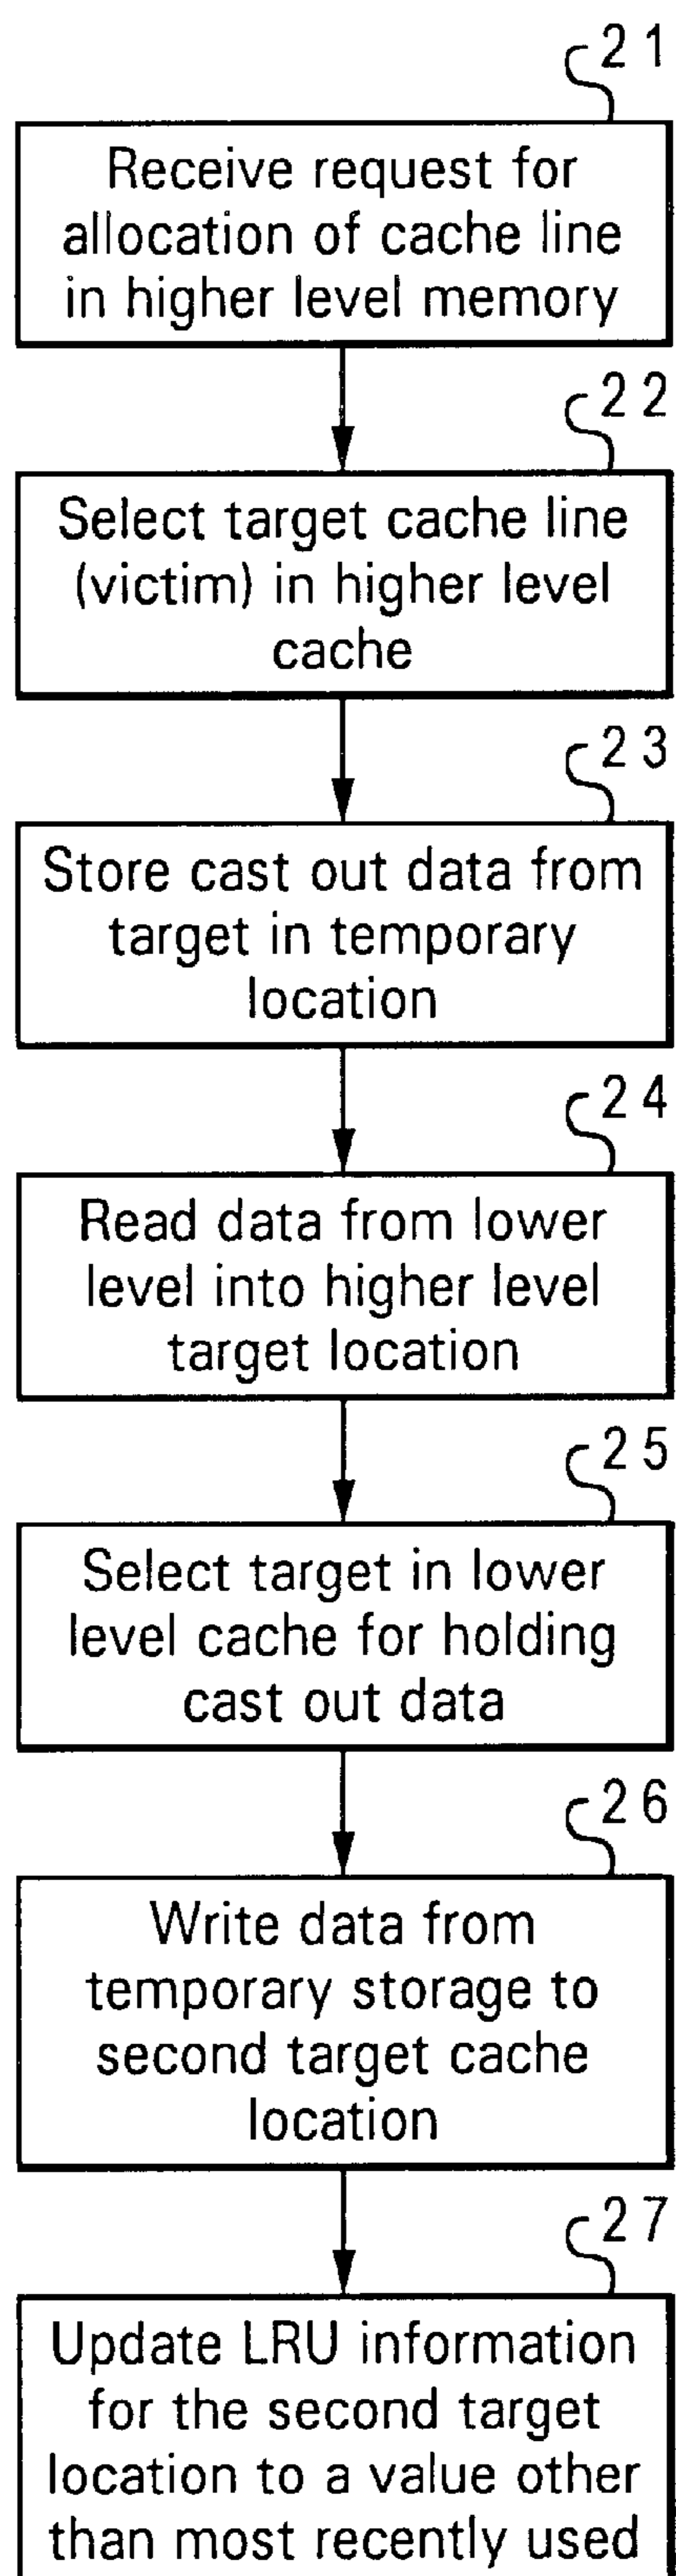 21
Receive request for
allocation of cache line
in higher level memory
22
Select target cache line
(victim) in higher level
cache
23
Store cast out data from
target in temporary
location
24
Read data from lower
level into higher level
target location
25
Select target in lower
level cache for holding
cast out data
26
Write data from
temporary storage to
second target cache
location
27
Update LRU information
for the second target
location to a value other
than most recently used